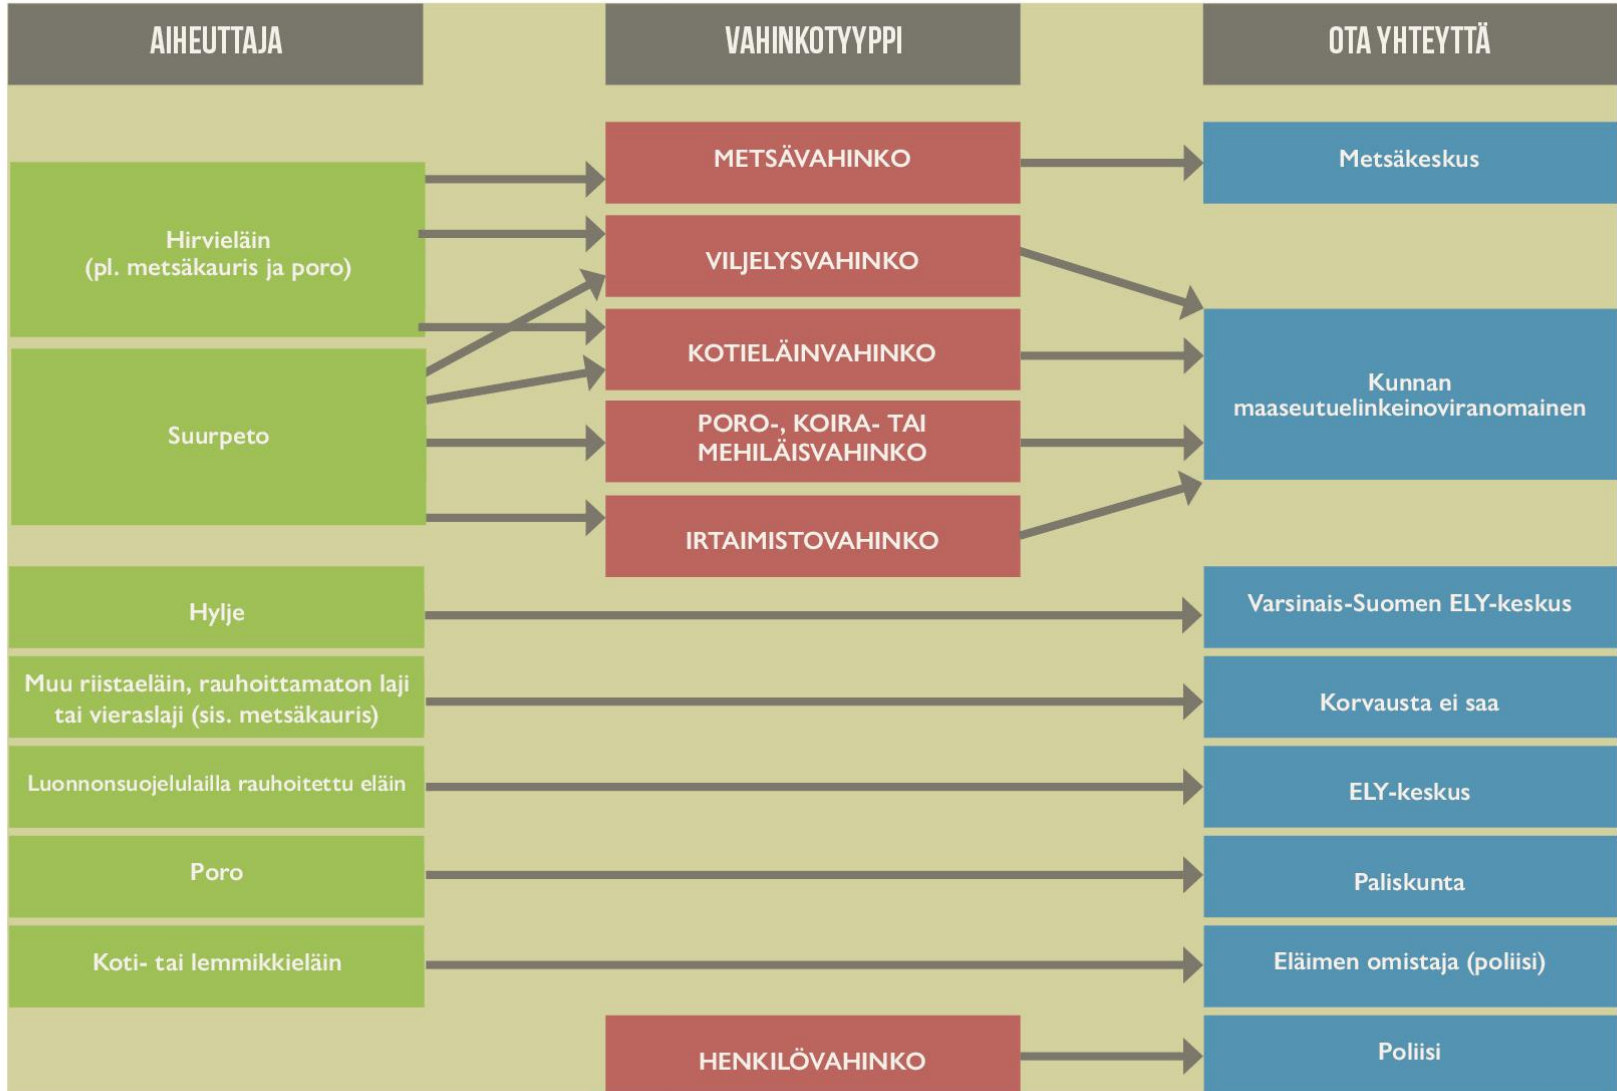 AIHEUTTAJA
VAHINKOTYYPPI
OTA YHTEYTTÄ
Hirvieläin
(pl. metsäkauris ja poro)
Suurpeto
METSÄVAHINKO
VILJELYSVAHINKO
KOTIELÄINVAHINKO
PORO-, KOIRA- TAI
MEHILÄISVAHINKO
IRTAIMISTOVAHINKO
Metsäkeskus
Kunnan
maaseutuelinkeinoviranomainen
Hylje
Varsinais-Suomen ELY-keskus
Muu riistaeläin, rauhoittamaton laji
tai vieraslaji (sis. metsäkauris)
Korvausta ei saa
Luonnonsuojelulailla rauhoitettu eläin
ELY-keskus
Poro
Paliskunta
Koti- tai lemmikkieläin
Eläimen omistaja (poliisi)
HENKILÖVAHINKO
Poliisi